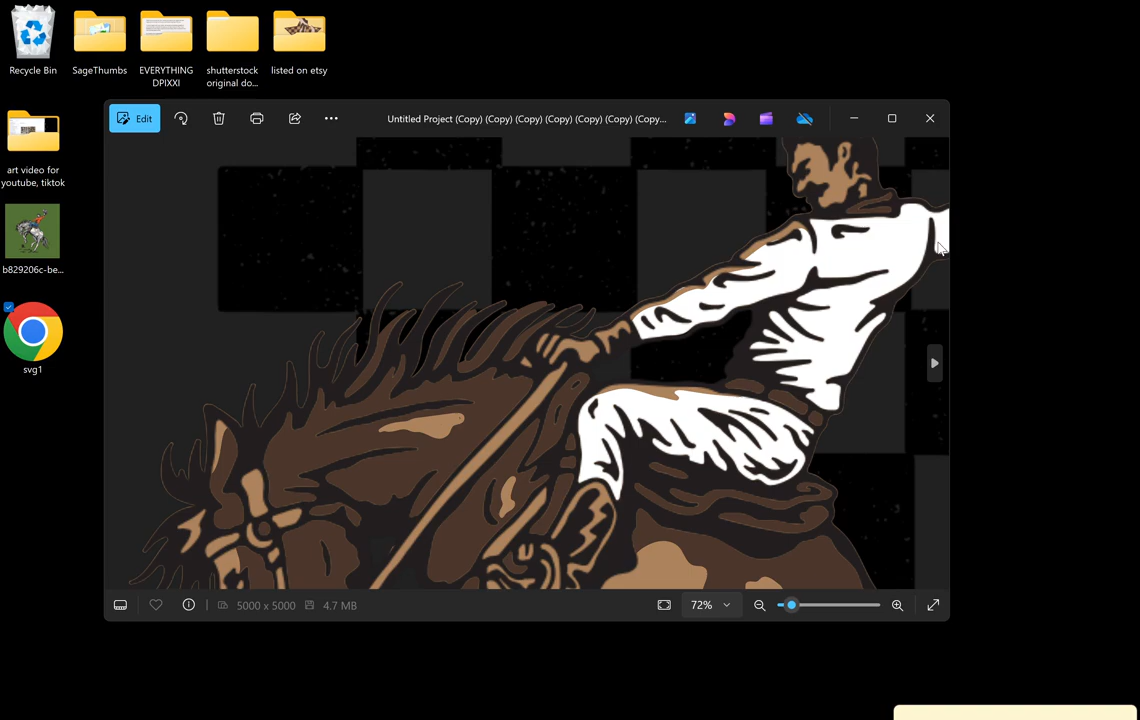 Recycle Bin
SageThumbs
EVERYTHING
DPIXXI
shutterstock
original do...
listed on etsy
art video for
youtube, tiktok
b829206c-be...
svg1
Edit
Untitled Project (Copy) (Copy) (Copy) (Copy) (Copy) (Copy) (Copy...
5000 x 5000
4.7 MB
72%